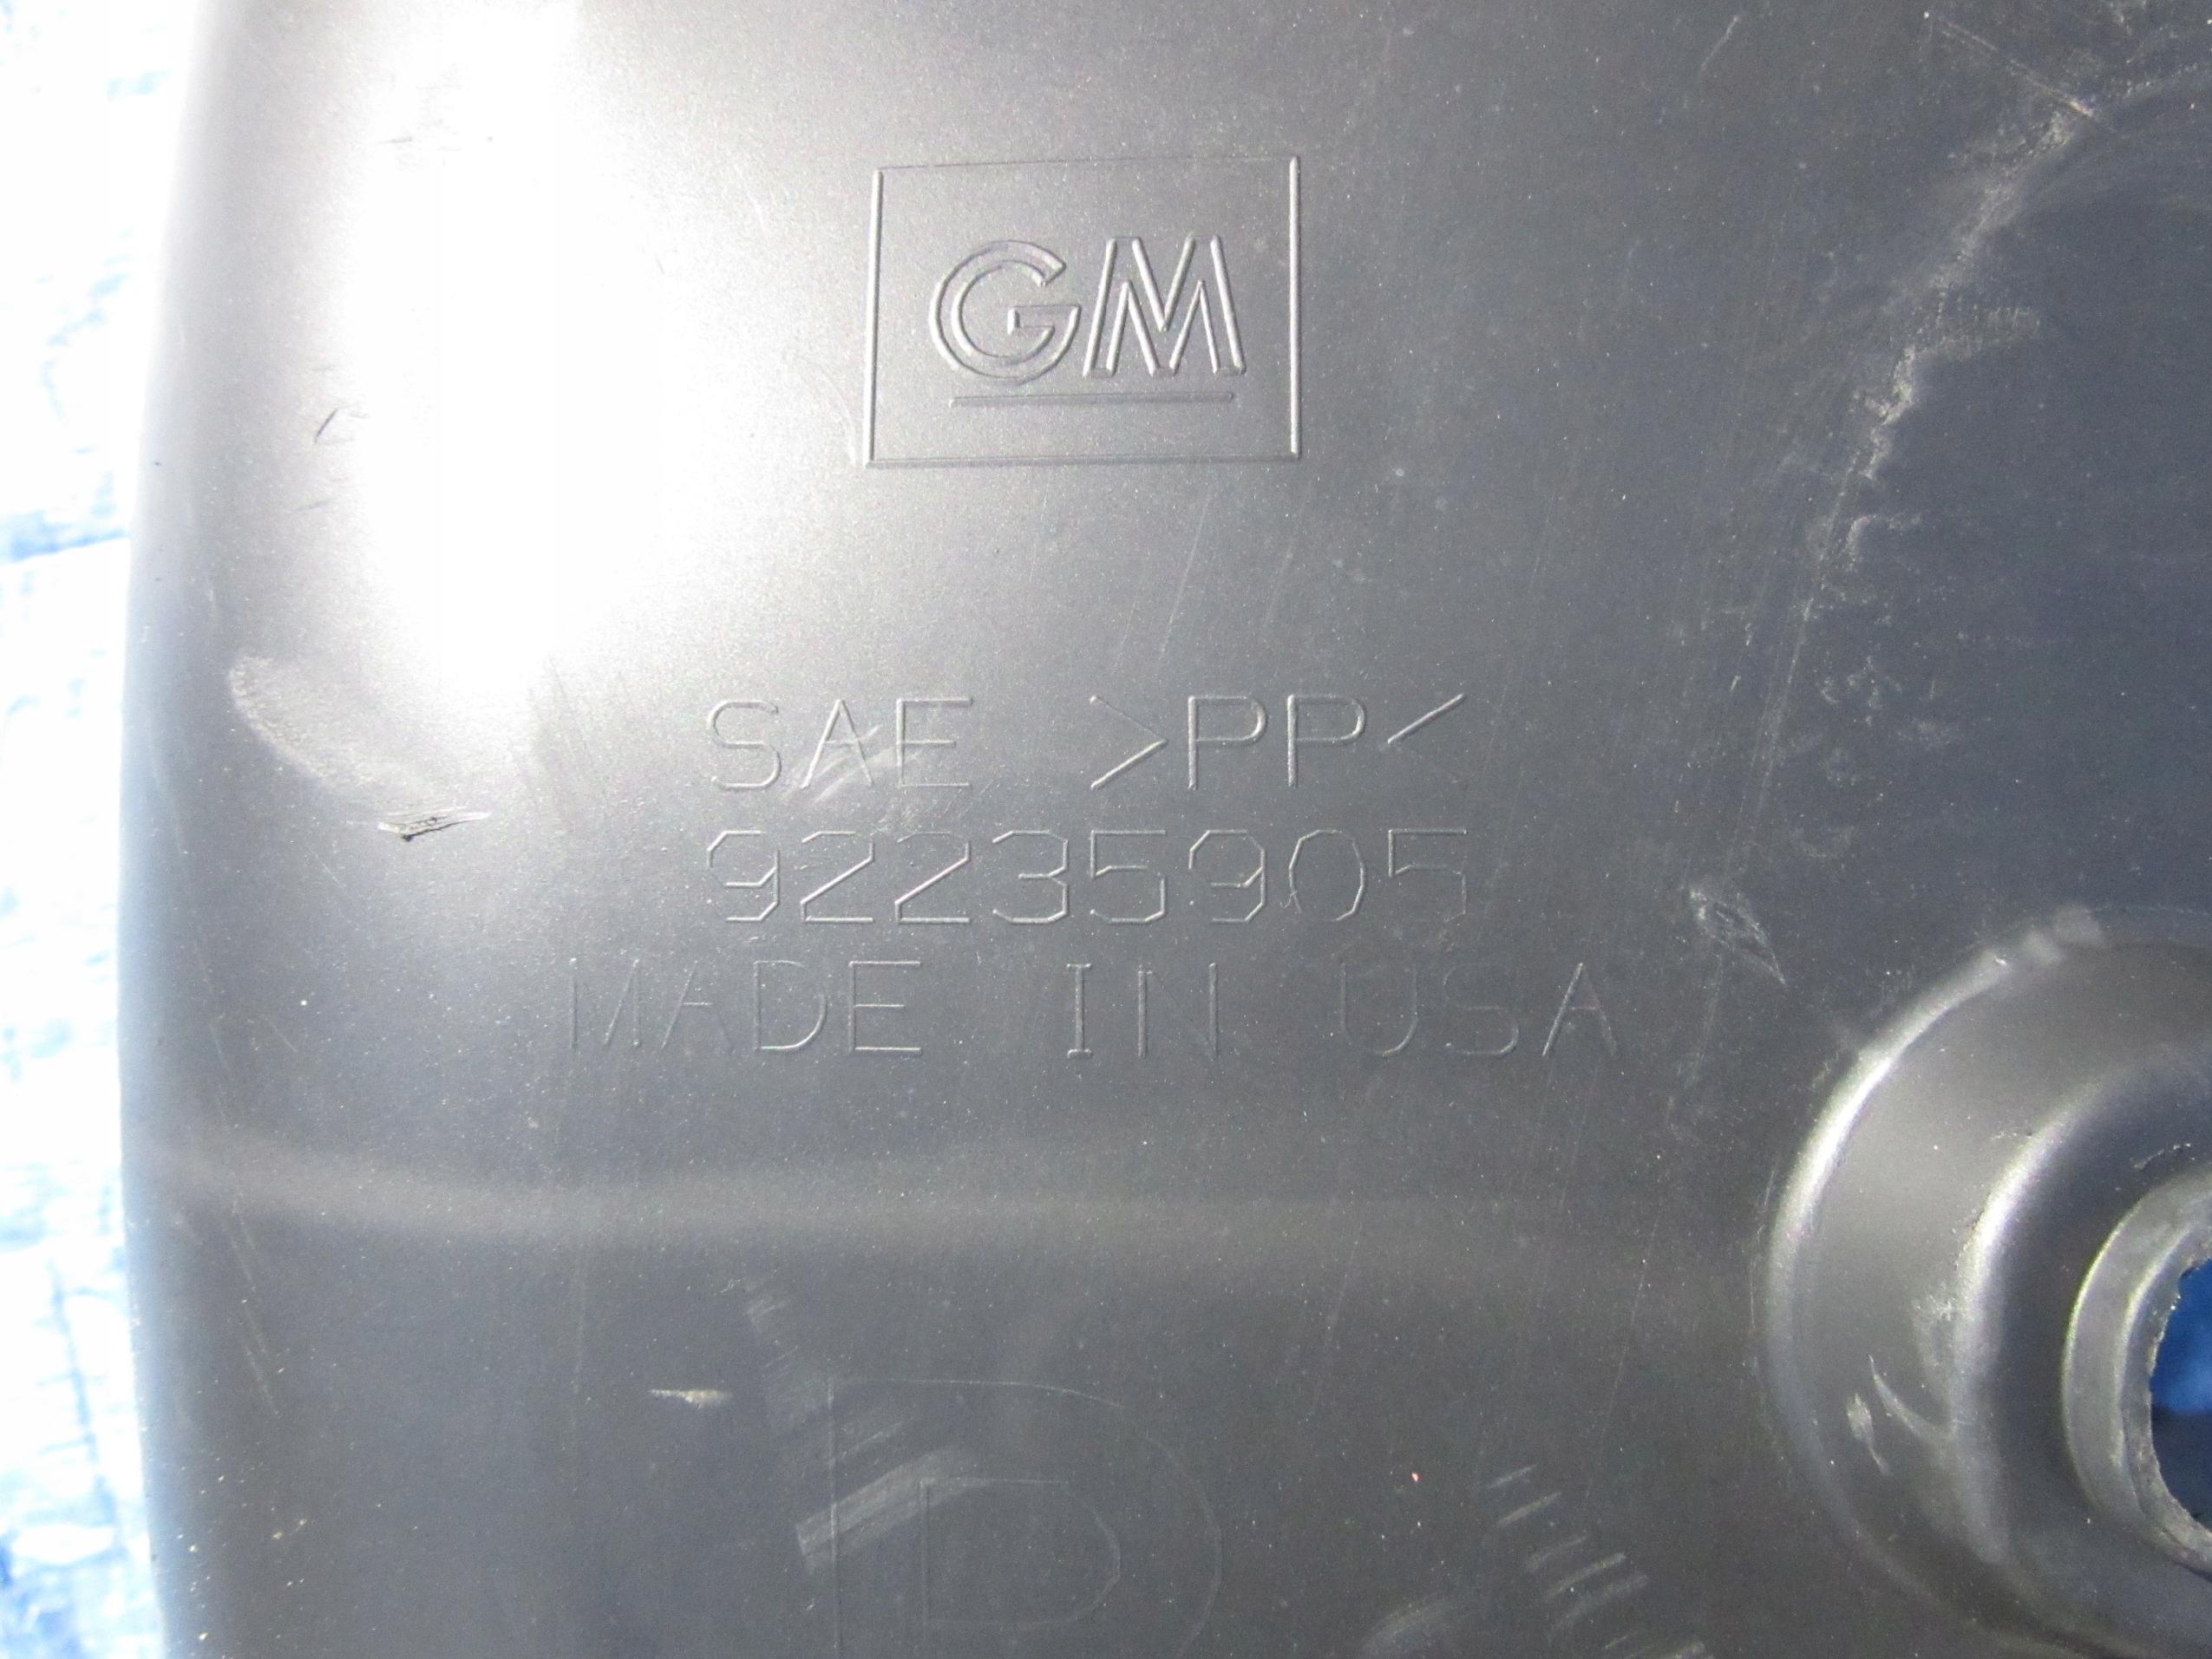 GM
SAE >PP<
92235905
MADE IN USA
D